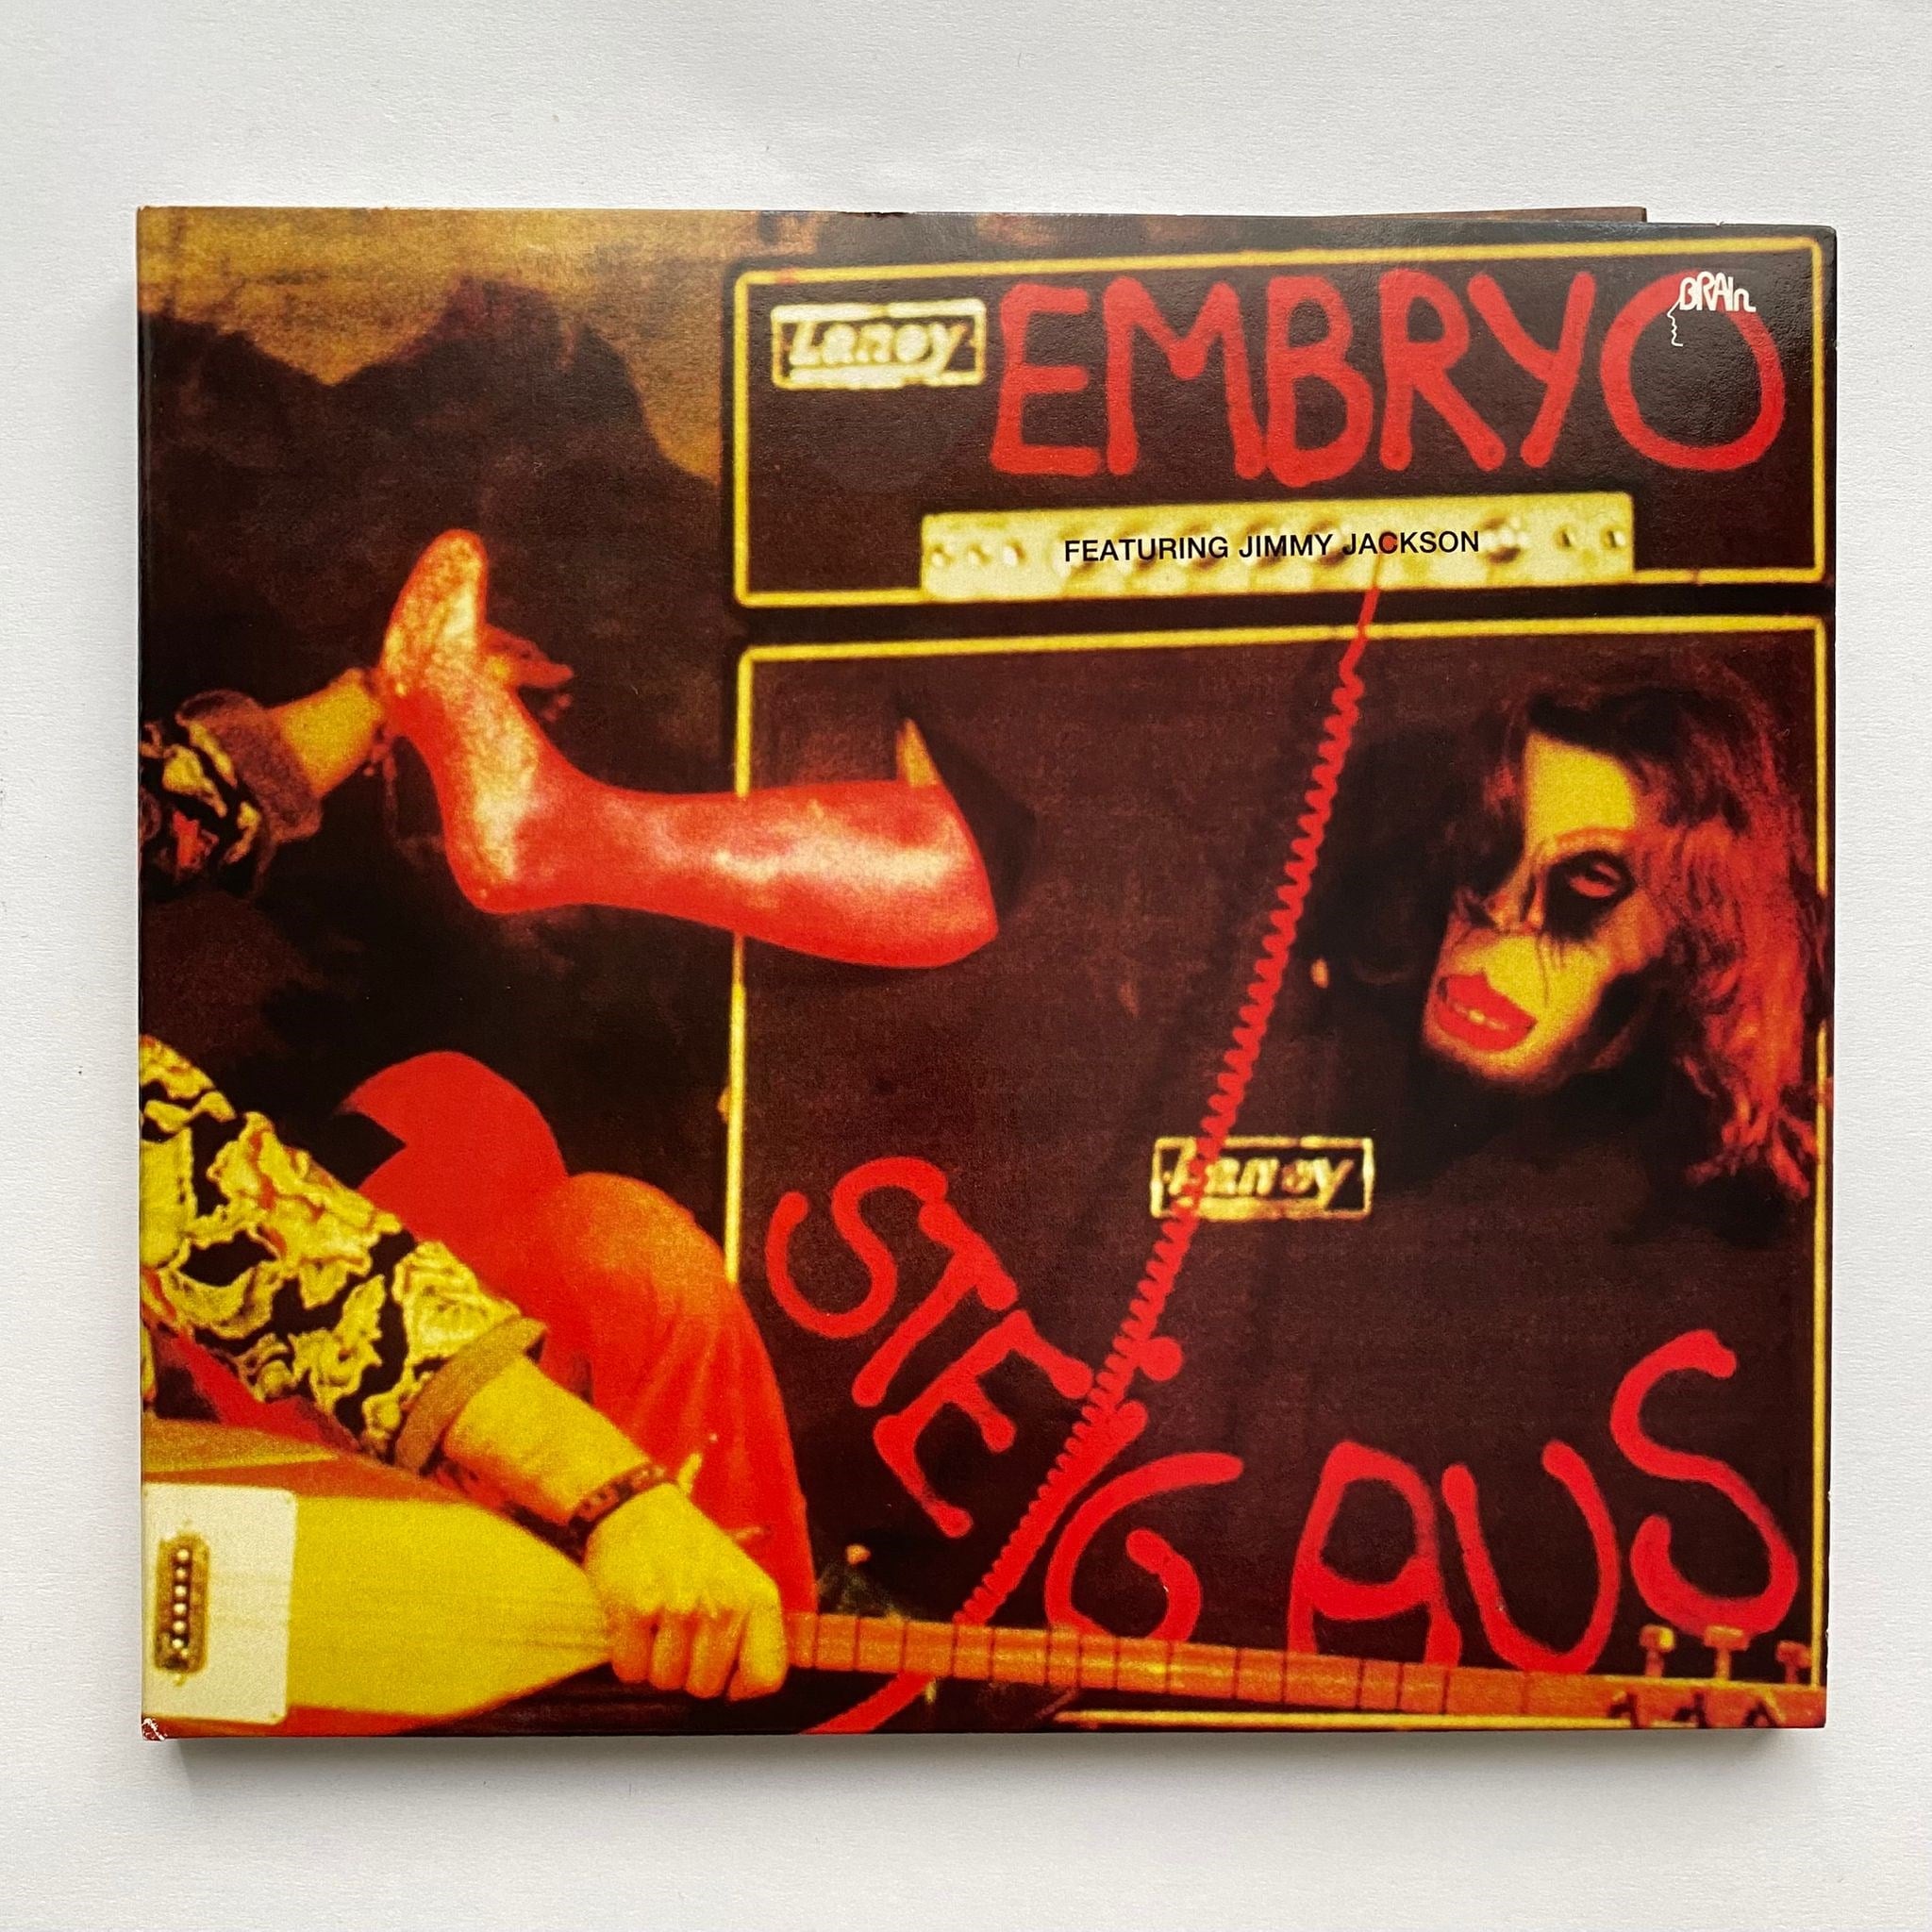 Laney
EMBRYO
BRAIN
FEATURING JIMMY JACKSON
Laney
STEIG AUS